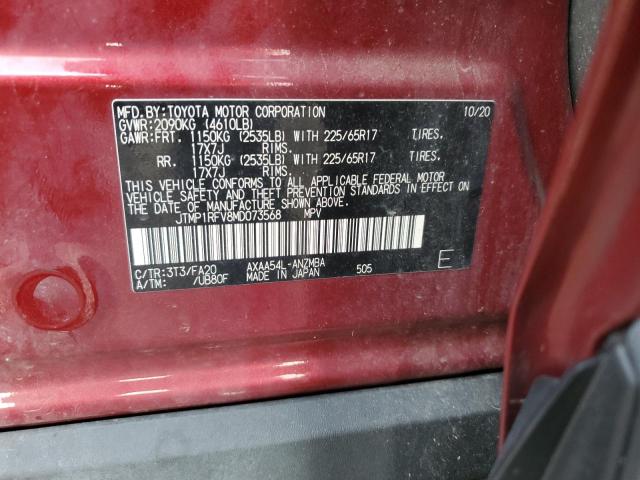 MFD.BY:TOYOTA MOTOR CORPORATION 10/20
GVWR:2090KG (4610LB)
GAWR:FRT. 1150KG (2535LB) WITH 225/65R17 TIRES.
17X7J RIMS.
RR. 1150KG (2535LB) WITH 225/65R17 TIRES.
17X7J RIMS.
THIS VEHICLE CONFORMS TO ALL APPLICABLE FEDERAL MOTOR
VEHICLE SAFETY AND THEFT PREVENTION STANDARDS IN EFFECT
ON THE DATE OF MANUFACTURE SHOWN ABOVE.
JTMP1RFV8MD073568 MPV
C/TR:3T3/FA20 AXAA54L-ANZMBA
A/TM: /UB80F MADE IN JAPAN 505 E